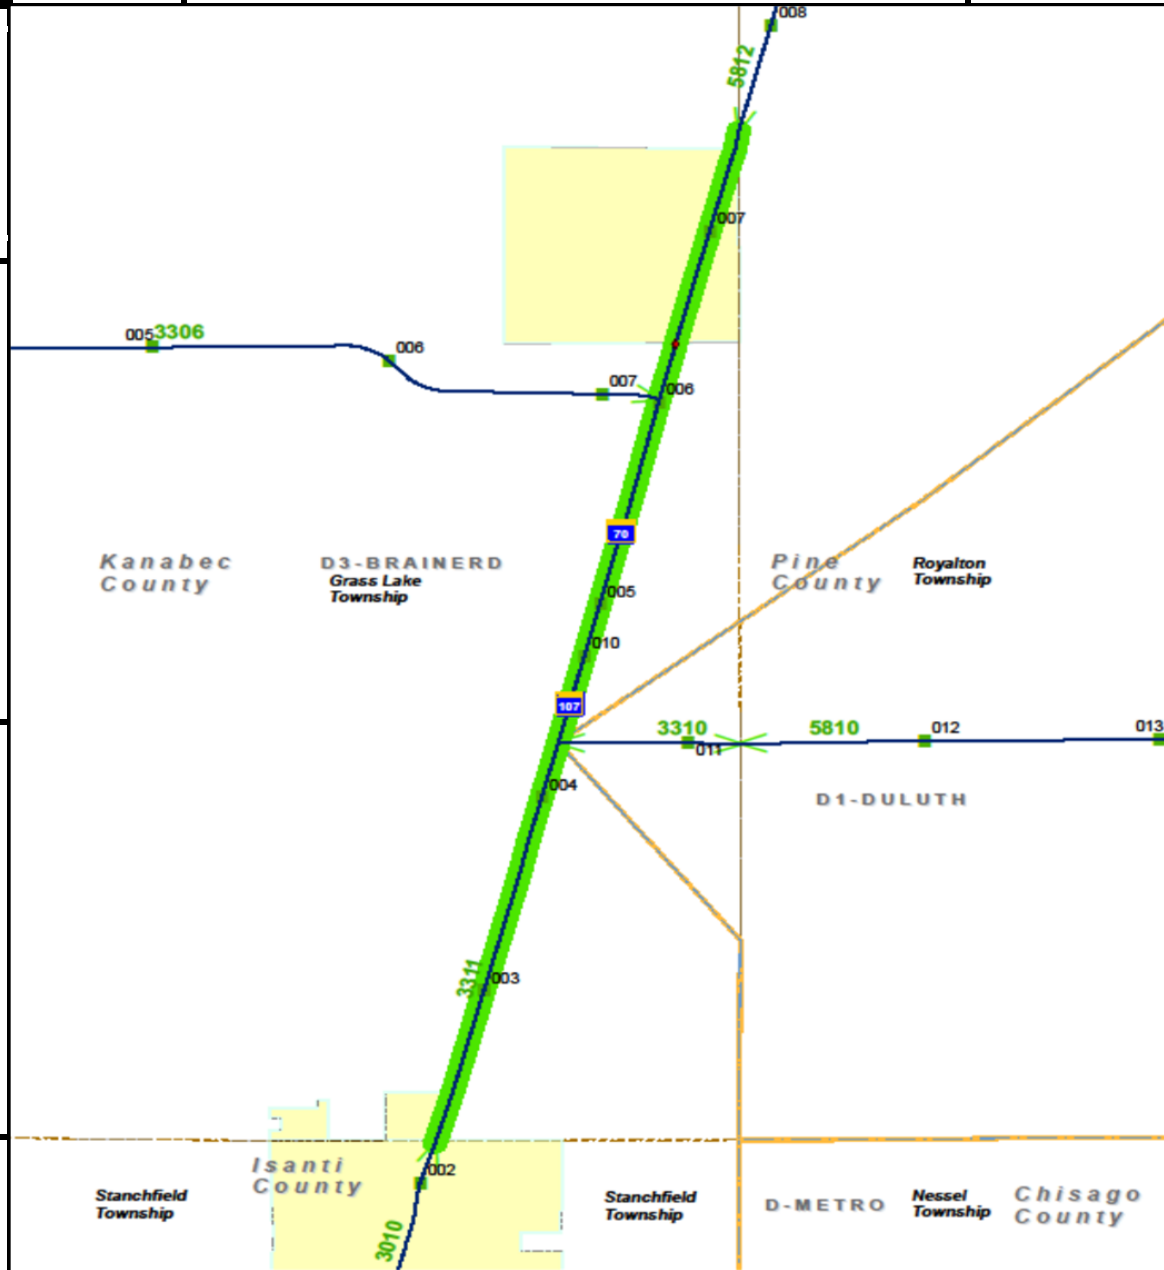 008
5812
007
005
3306
006
007
006
70
Kanabec
County
D3-BRAINERD
Grass Lake
Township
Pine
County
Royalton
Township
005
010
107
3310
011
5810
012
013
004
D1-DULUTH
3311
003
002
Isanti
County
Stanchfield
Township
Stanchfield
Township
D-METRO
Nessel
Township
Chisago
County
3010